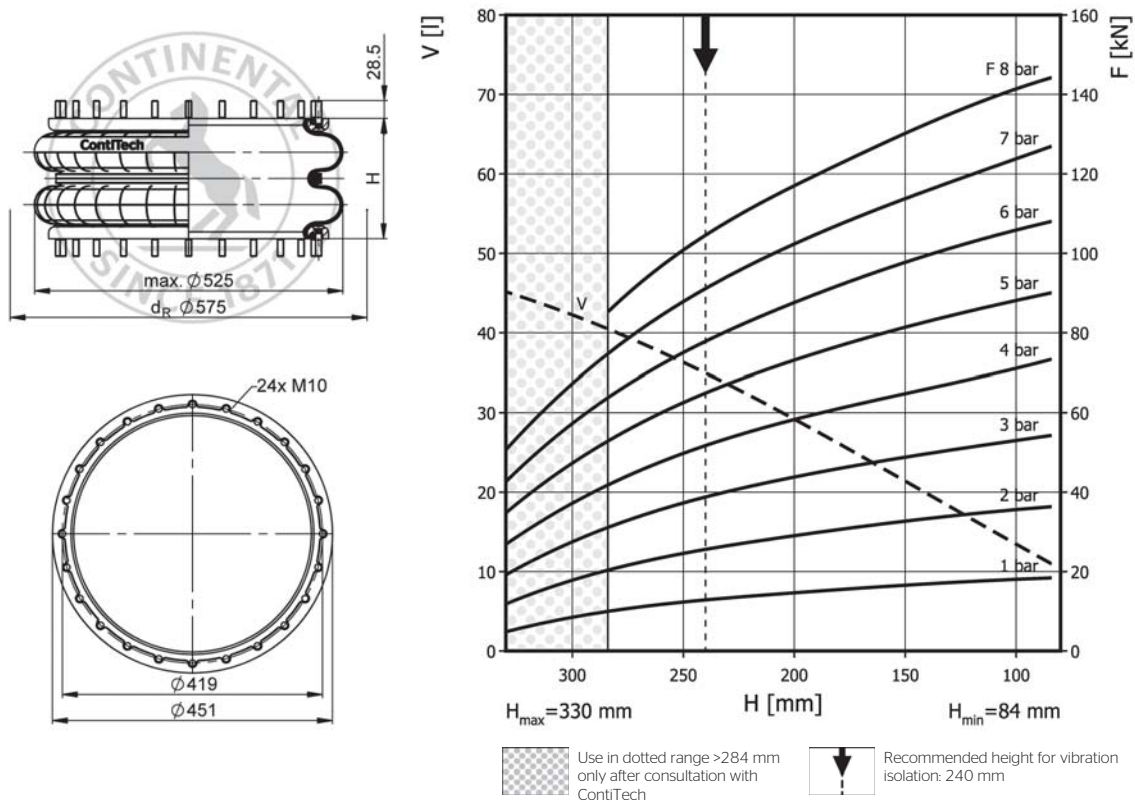 CONTINENTAL
SINCE 1871
ContiTech
28.5
H
max. Ø525
dR Ø575
24x M10
Ø419
Ø451
V [l]
80
70
60
50
40
30
20
10
0
F [kN]
160
140
120
100
80
60
40
20
0
F 8 bar
7 bar
6 bar
5 bar
4 bar
3 bar
2 bar
1 bar
V
300 250 200 150 100
Hmax=330 mm H [mm] Hmin=84 mm
Use in dotted range >284 mm
only after consultation with
ContiTech
Recommended height for vibration
isolation: 240 mm